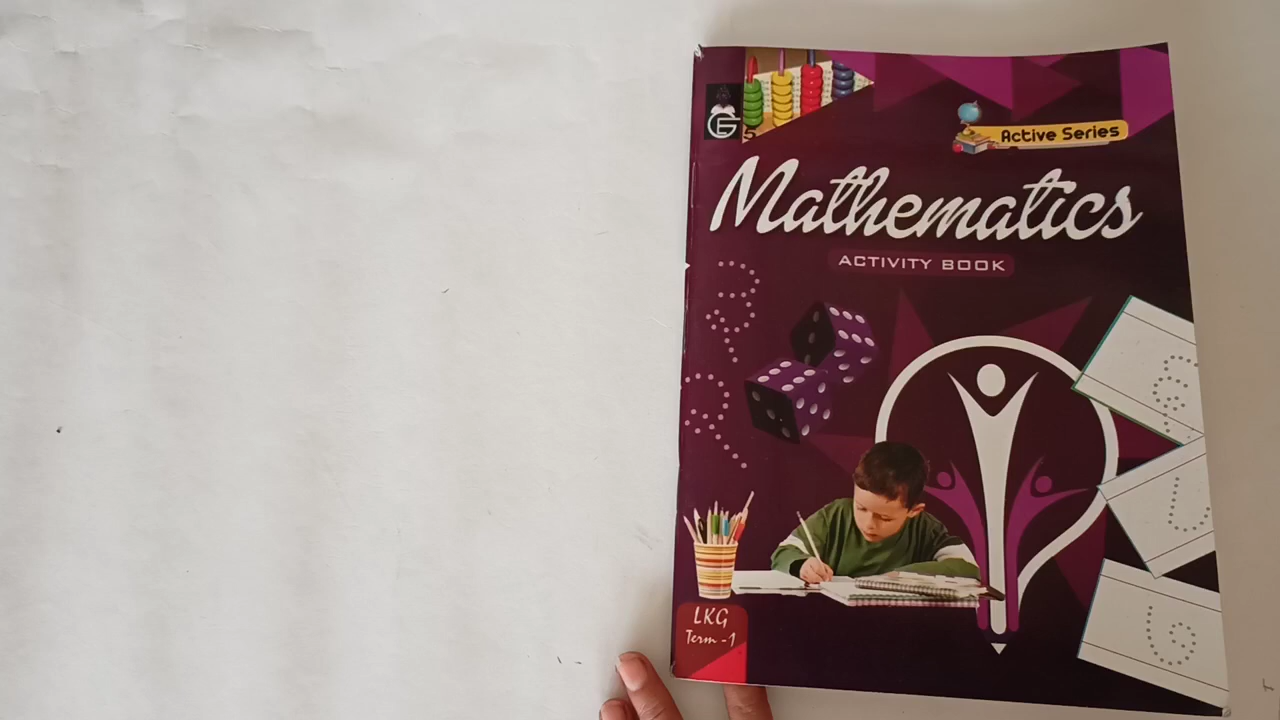 Active Series
Mathematics
ACTIVITY BOOK
LKG
Term -1